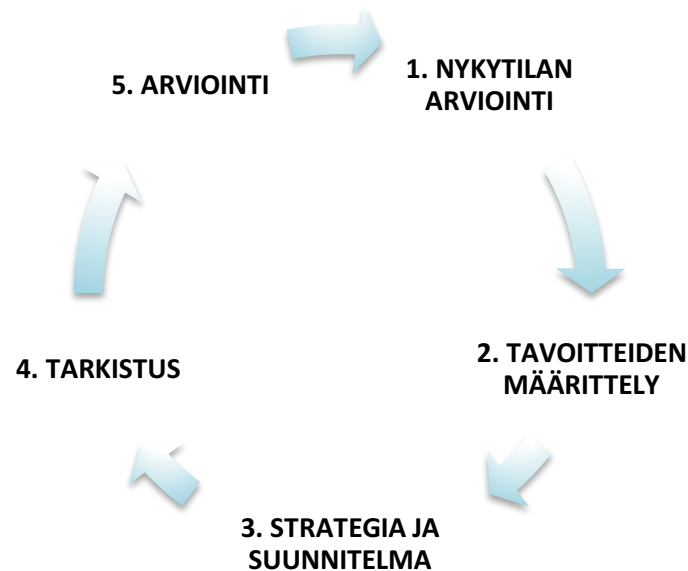 1. NYKYTILAN
ARVIOINTI
2. TAVOITTEIDEN
MÄÄRITTELY
3. STRATEGIA JA
SUUNNITELMA
4. TARKISTUS
5. ARVIOINTI